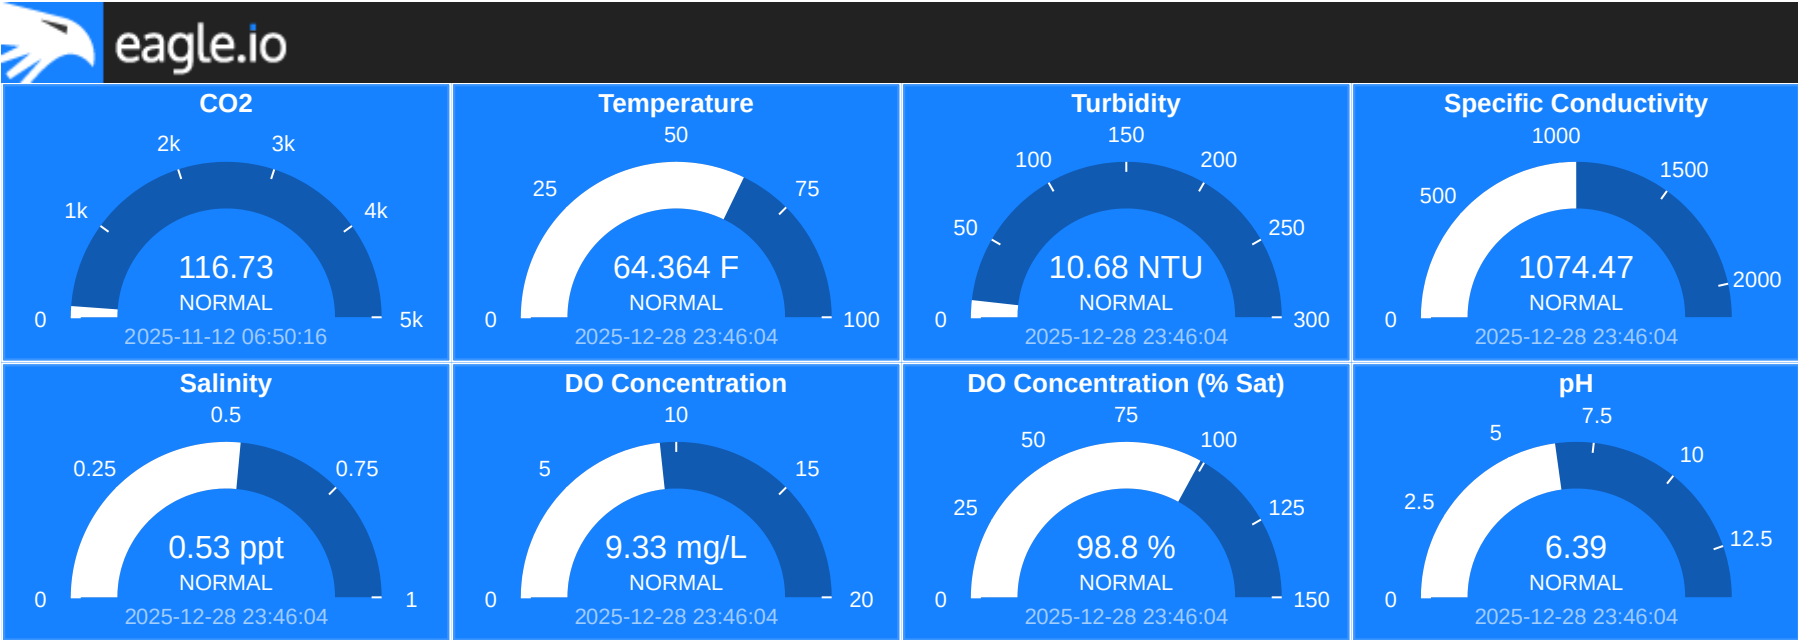 eagle.io
CO2
2k
3k
1k
4k
116.73
NORMAL
0
5k
2025-11-12 06:50:16
Temperature
50
25
75
64.364 F
NORMAL
0
100
2025-12-28 23:46:04
Turbidity
150
100
200
50
250
10.68 NTU
NORMAL
0
300
2025-12-28 23:46:04
Specific Conductivity
1000
1500
500
2000
1074.47
NORMAL
0
2025-12-28 23:46:04
Salinity
0.5
0.25
0.75
0.53 ppt
NORMAL
0
1
2025-12-28 23:46:04
DO Concentration
10
5
15
9.33 mg/L
NORMAL
0
20
2025-12-28 23:46:04
DO Concentration (% Sat)
75
50
100
25
125
98.8 %
NORMAL
0
150
2025-12-28 23:46:04
pH
7.5
5
10
2.5
12.5
6.39
NORMAL
0
2025-12-28 23:46:04